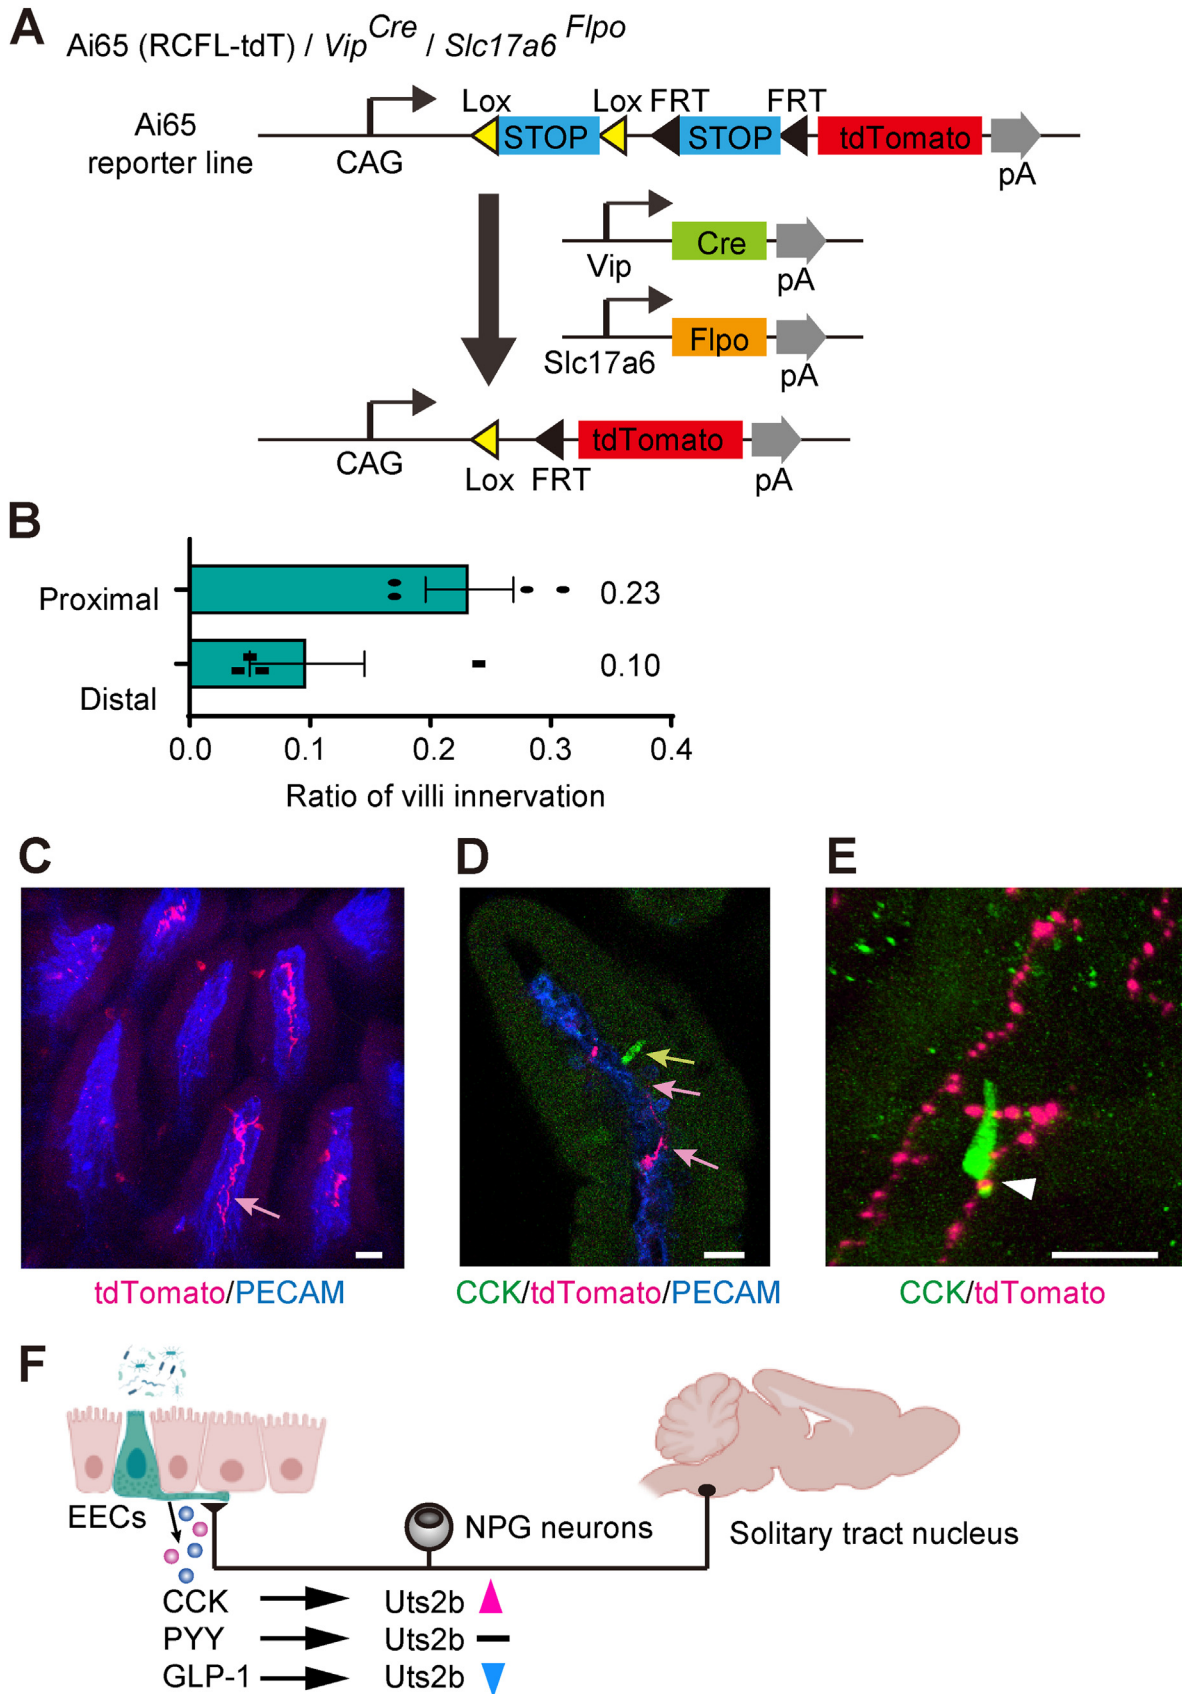 A
Ai65 (RCFL-tdT) / Vip^Cre / Slc17a6^Flpo
Lox Lox FRT FRT
Ai65
reporter line
STOP STOP tdTomato
CAG pA
Cre
Vip pA
Flpo
Slc17a6 pA
tdTomato
CAG Lox FRT pA
B
Proximal 0.23
Distal 0.10
0.0 0.1 0.2 0.3 0.4
Ratio of villi innervation
C D E
tdTomato/PECAM CCK/tdTomato/PECAM CCK/tdTomato
F
EECs NPG neurons Solitary tract nucleus
CCK Uts2b
PYY Uts2b
GLP-1 Uts2b